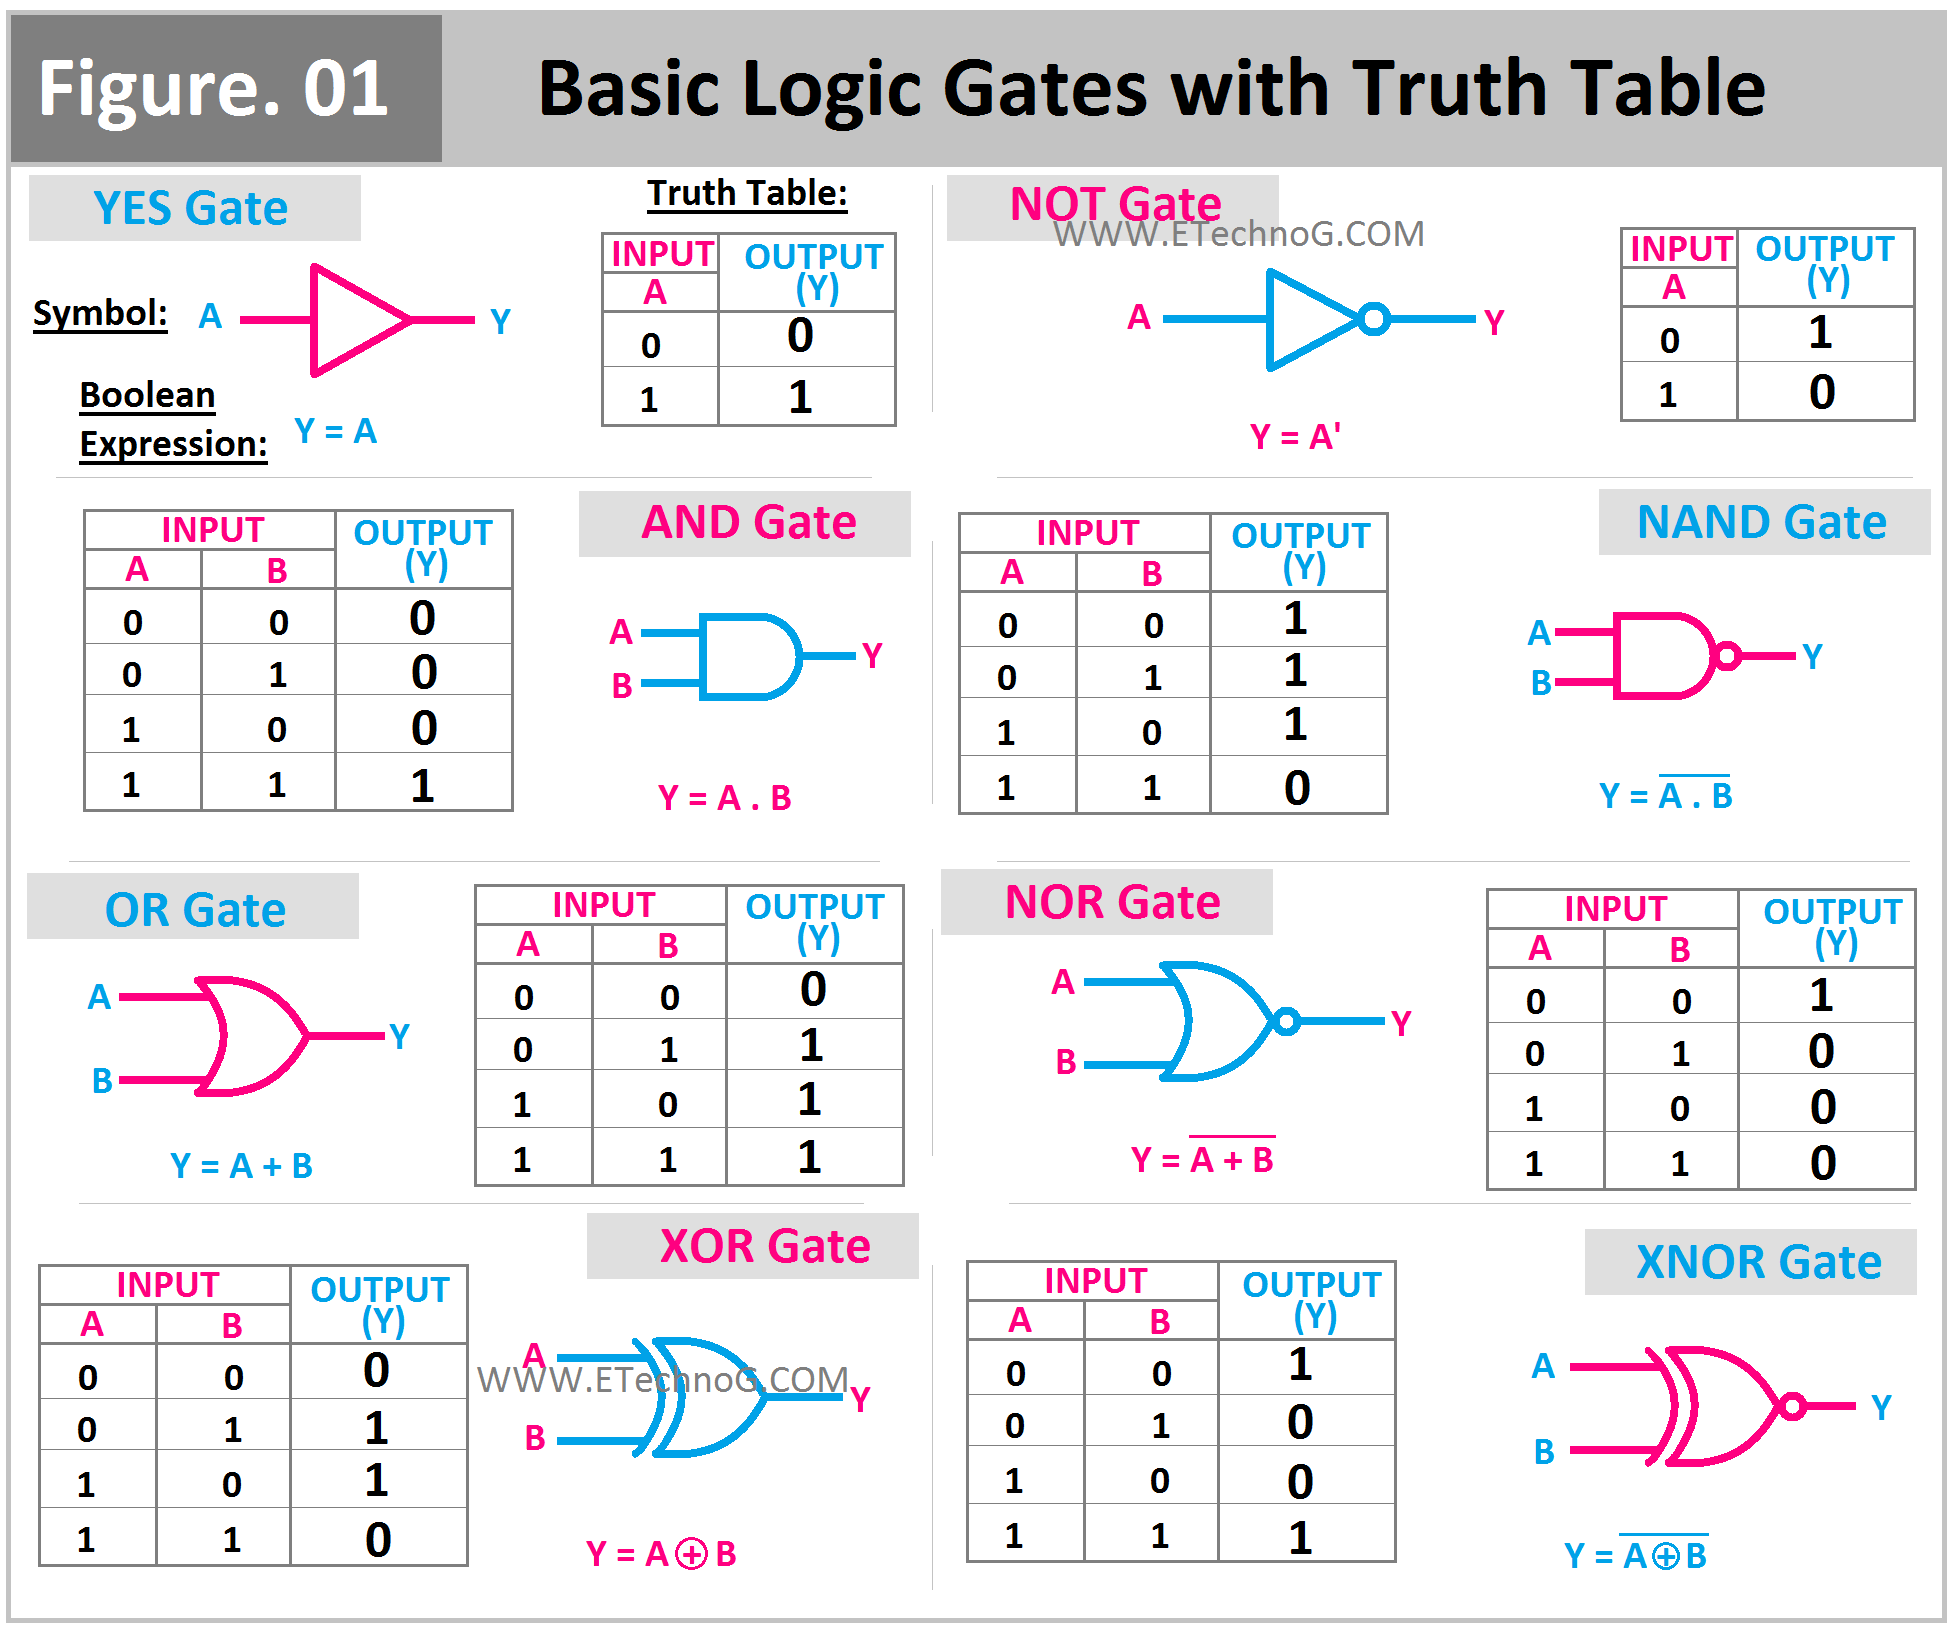 Figure. 01
Basic Logic Gates with Truth Table
YES Gate
Symbol:
A
Y
Boolean
Expression:
Y = A
Truth Table:
INPUT OUTPUT
A (Y)
0 0
1 1
NOT Gate
WWW.ETechnoG.COM
A
Y
Y = A'
INPUT OUTPUT
A (Y)
0 1
1 0
INPUT OUTPUT
A B (Y)
0 0 0
0 1 0
1 0 0
1 1 1
AND Gate
A
B
Y
Y = A . B
INPUT OUTPUT
A B (Y)
0 0 1
0 1 1
1 0 1
1 1 0
NAND Gate
A
B
Y
Y = A̅ ̅.̅ ̅B̅
OR Gate
A
B
Y
Y = A + B
INPUT OUTPUT
A B (Y)
0 0 0
0 1 1
1 0 1
1 1 1
NOR Gate
A
B
Y
Y = A̅ ̅+̅ ̅B̅
INPUT OUTPUT
A B (Y)
0 0 1
0 1 0
1 0 0
1 1 0
INPUT OUTPUT
A B (Y)
0 0 0
0 1 1
1 0 1
1 1 0
XOR Gate
A
WWW.ETechnoG.COM
B
Y
Y = A ⊕ B
INPUT OUTPUT
A B (Y)
0 0 1
0 1 0
1 0 0
1 1 1
XNOR Gate
A
B
Y
Y = A̅ ̅⊕̅ ̅B̅